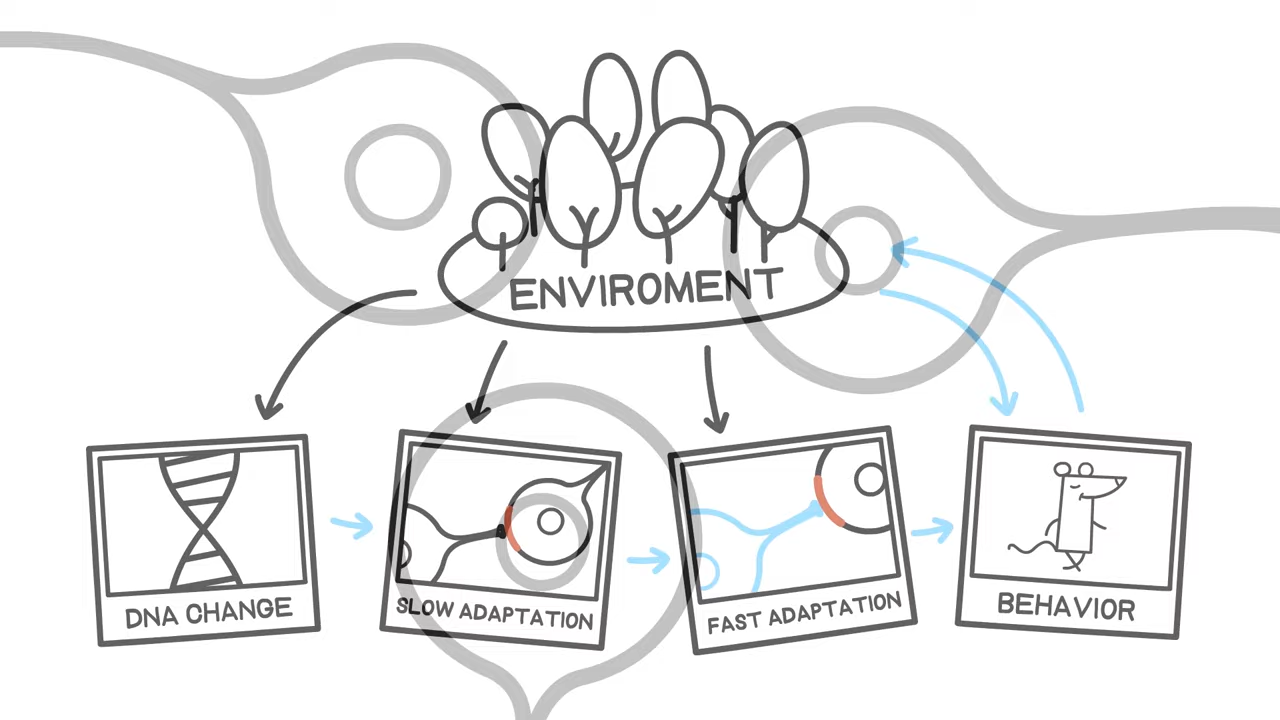 ENVIROMENT
DNA CHANGE
SLOW ADAPTATION
FAST ADAPTATION
BEHAVIOR